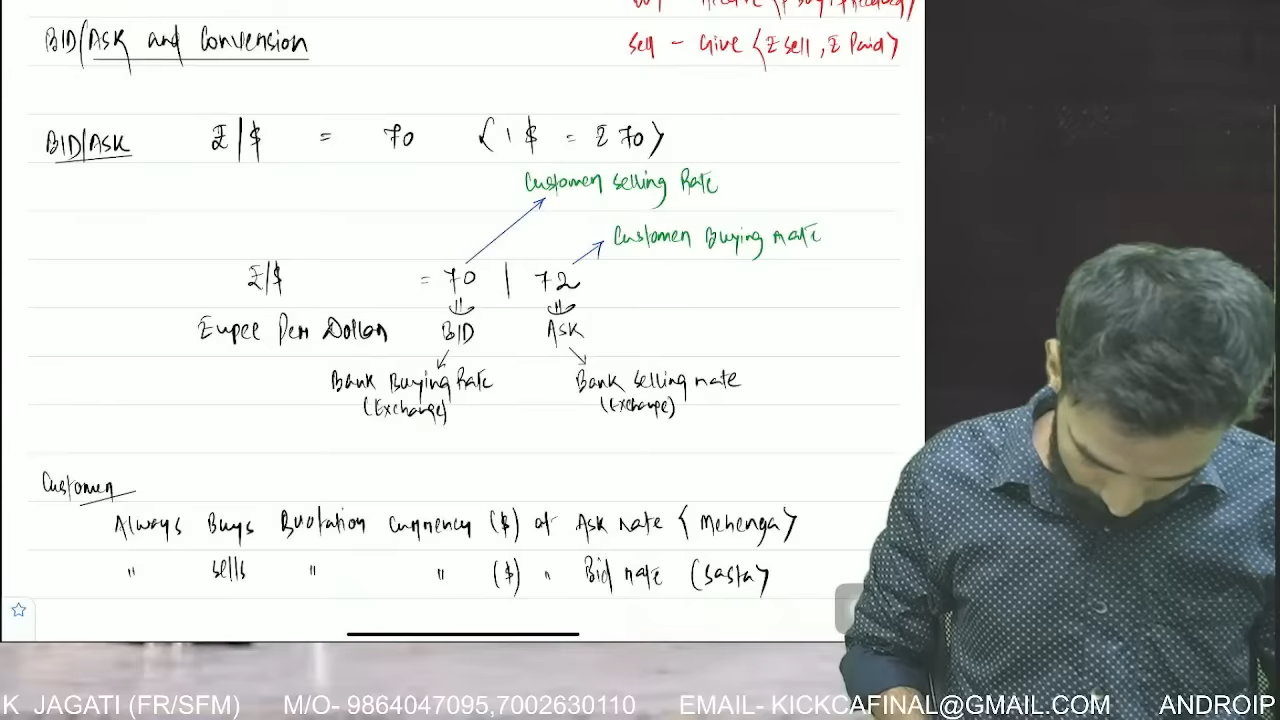 Sell - Give (₹ sell, ₹ Paid)
BID/ASK and Convension
BID/ASK ₹/$ = 70 (1 $ = ₹ 70)
Customer Selling Rate
Customer Buying rate
₹/$ = 70 | 72
Rupee Per Dollar BID ASK
Bank Buying Rate Bank Selling rate
(Exchange) (Exchange)
Customer
Always Buys Quotation Currency ($) at Ask rate (Mehenga)
" sells " " ($) " Bid rate (Sasta)
K JAGATI (FR/SFM) M/O- 9864047095,7002630110 EMAIL- KICKCAFINAL@GMAIL.COM ANDROIP